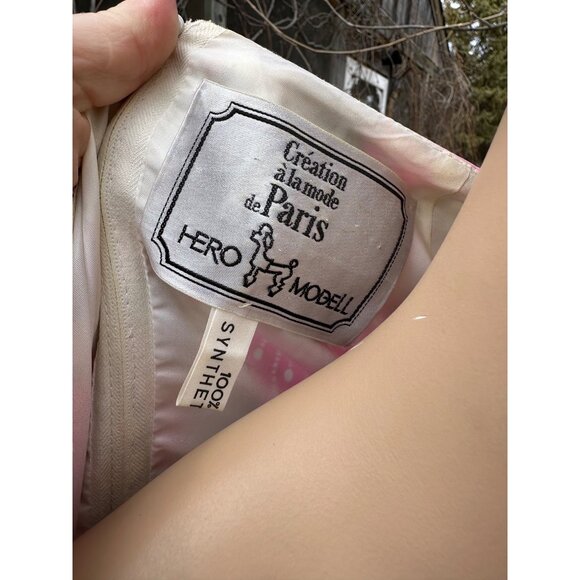 Création
à la mode
de Paris
HERO MODELL
100%
SYNTHET